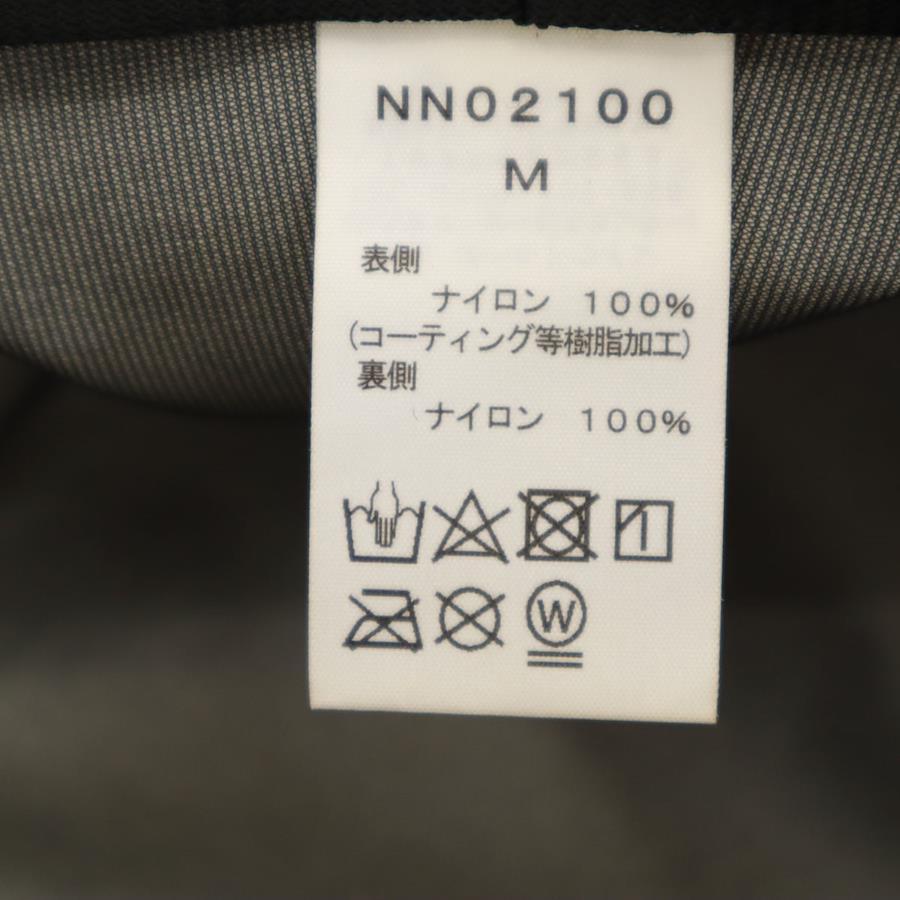 NN02100
M
表側
ナイロン 100%
(コーティング等樹脂加工)
裏側
ナイロン 100%
W